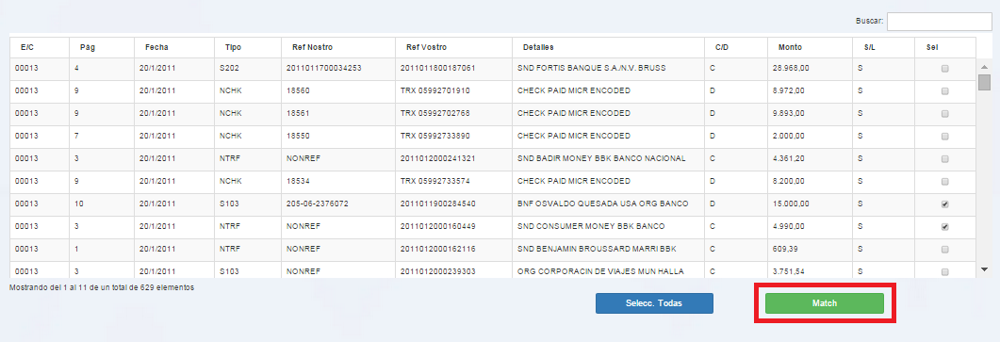 Buscar:
E/C Pág Fecha Tipo Ref Nostro Ref Vostro Detalles C/D Monto S/L Sel
00013 4 20/1/2011 S202 2011011700034253 2011011800187061 SND FORTIS BANQUE S.A./N.V. BRUSS C 28.968,00 S
00013 9 20/1/2011 NCHK 18560 TRX 05992701910 CHECK PAID MICR ENCODED D 8.972,00 S
00013 9 20/1/2011 NCHK 18561 TRX 05992702768 CHECK PAID MICR ENCODED D 9.893,00 S
00013 7 20/1/2011 NCHK 18550 TRX 05992733890 CHECK PAID MICR ENCODED D 2.000,00 S
00013 3 20/1/2011 NTRF NONREF 2011012000241321 SND BADIR MONEY BBK BANCO NACIONAL C 4.361,20 S
00013 9 20/1/2011 NCHK 18534 TRX 05992733574 CHECK PAID MICR ENCODED D 8.200,00 S
00013 10 20/1/2011 S103 205-06-2376072 2011011900284540 BNF OSVALDO QUESADA USA ORG BANCO D 15.000,00 S
00013 3 20/1/2011 NTRF NONREF 2011012000160449 SND CONSUMER MONEY BBK BANCO C 4.990,00 S
00013 1 20/1/2011 NTRF NONREF 2011012000162116 SND BENJAMIN BROUSSARD MARRI BBK C 609,39 S
00013 3 20/1/2011 S103 NONREF 2011012000239303 ORG CORPORACIN DE VIAJES MUN HALLA C 3.751,54 S
Mostrando del 1 al 11 de un total de 629 elementos
Selecc. Todas Match